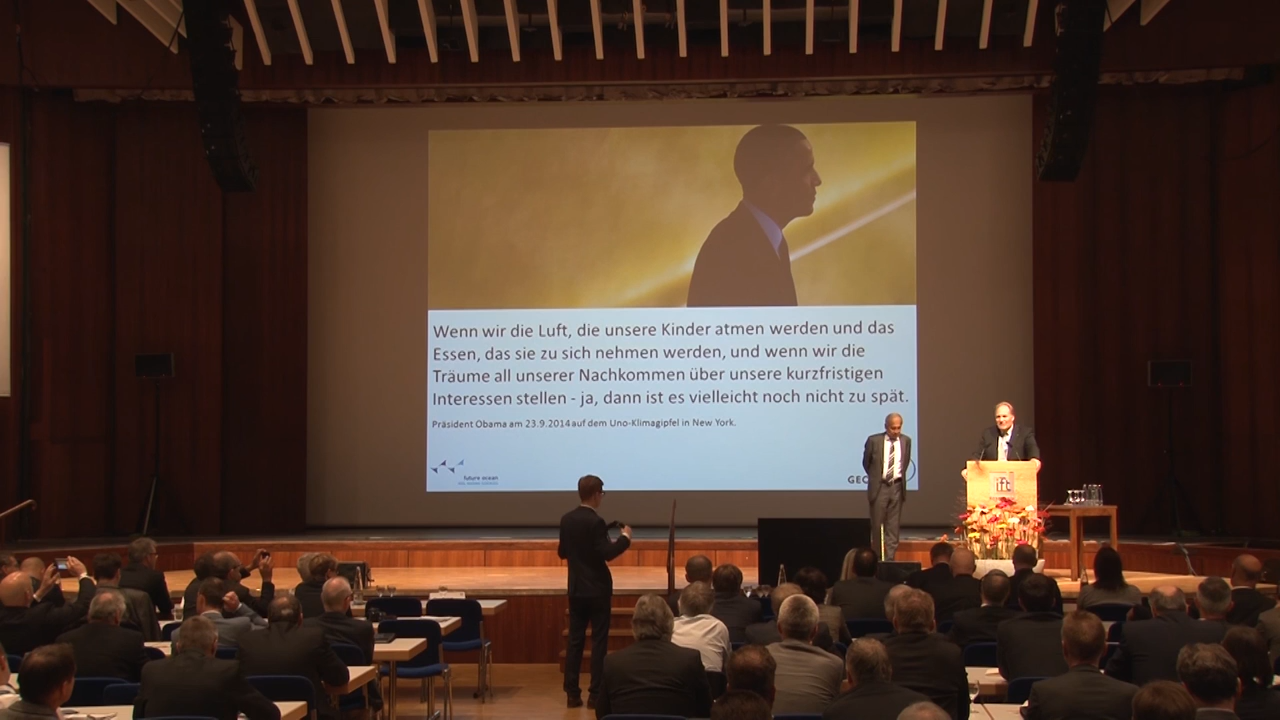 Wenn wir die Luft, die unsere Kinder atmen werden und das
Essen, das sie zu sich nehmen werden, und wenn wir die
Träume all unserer Nachkommen über unsere kurzfristigen
Interessen stellen - ja, dann ist es vielleicht noch nicht zu spät.
Präsident Obama am 23.9.2014 auf dem Uno-Klimagipfel in New York.
future ocean
GEO
ift